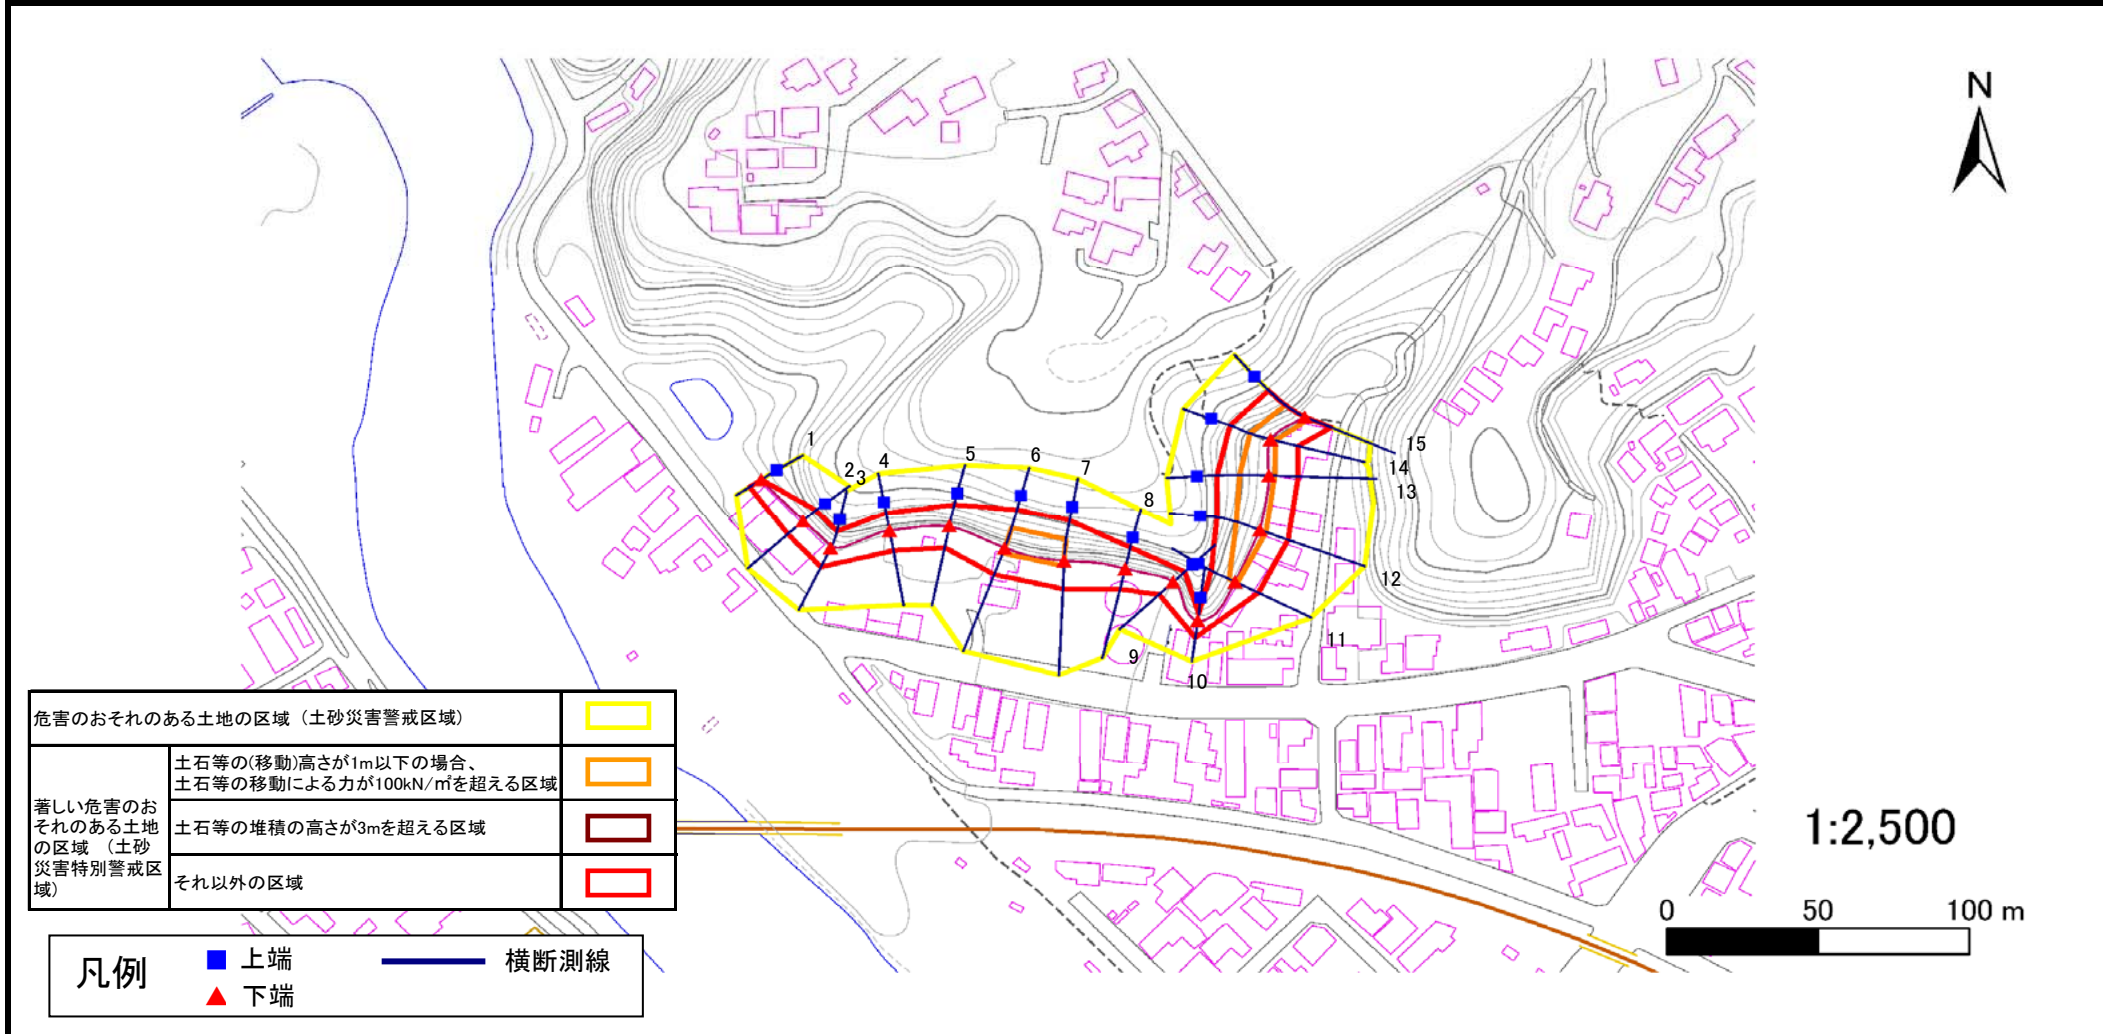 N
1
2
3
4
5
6
7
8
9
10
11
12
13
14
15
危害のおそれのある土地の区域（土砂災害警戒区域）
著しい危害のお
それのある土地
の区域　（土砂
災害特別警戒区
域）
土石等の(移動)高さが1m以下の場合、
土石等の移動による力が100kN/㎡を超える区域
土石等の堆積の高さが3mを超える区域
それ以外の区域
凡例
上端
下端
横断測線
1:2,500
0 50 100 m